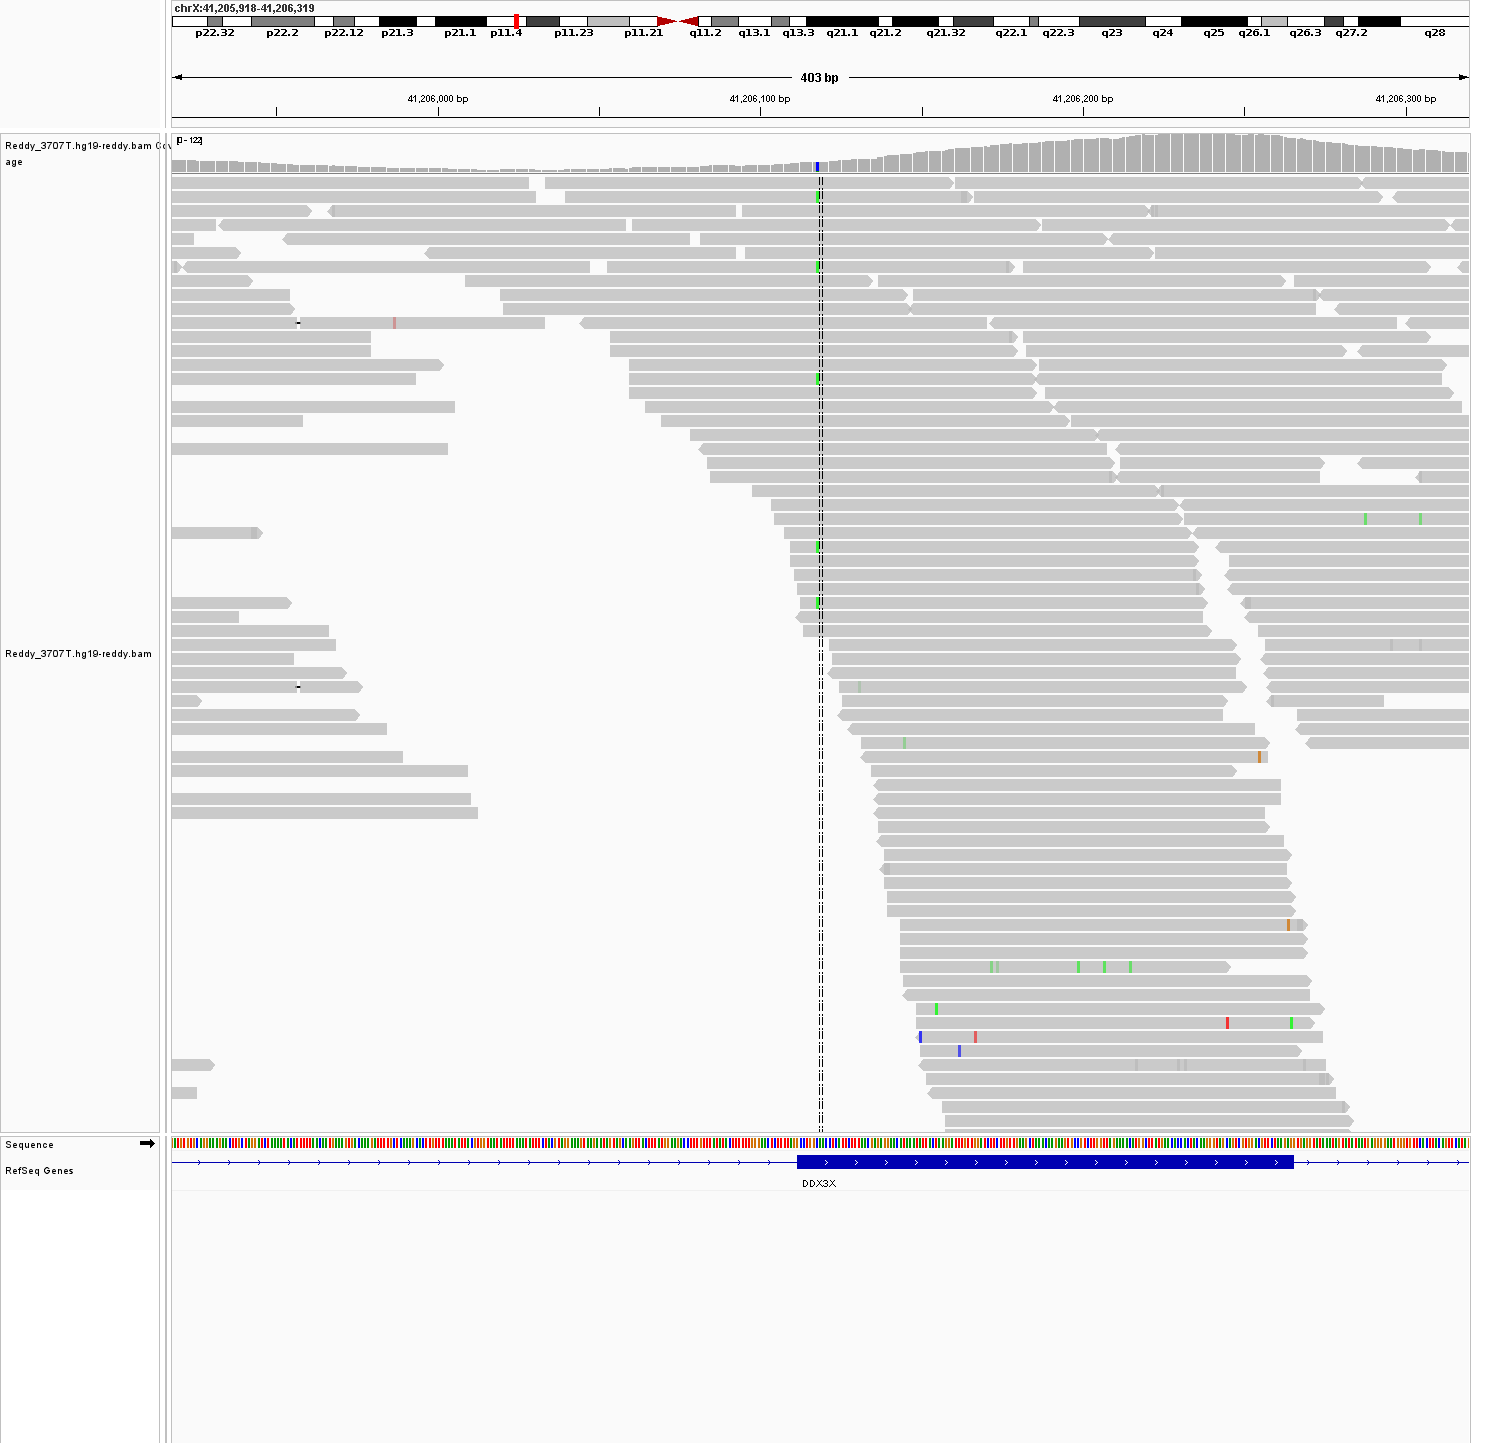 chrX:41,205,918-41,206,319
p22.32 p22.2 p22.12 p21.3 p21.1 p11.4 p11.23 p11.21 q11.2 q13.1 q13.3 q21.1 q21.2 q21.32 q22.1 q22.3 q23 q24 q25 q26.1 q26.3 q27.2 q28
403 bp
41,206,000 bp 41,206,100 bp 41,206,200 bp 41,206,300 bp
[0 - 122]
Reddy_3707T.hg19-reddy.bam Cov
age
Reddy_3707T.hg19-reddy.bam
Sequence
RefSeq Genes
DDX3X